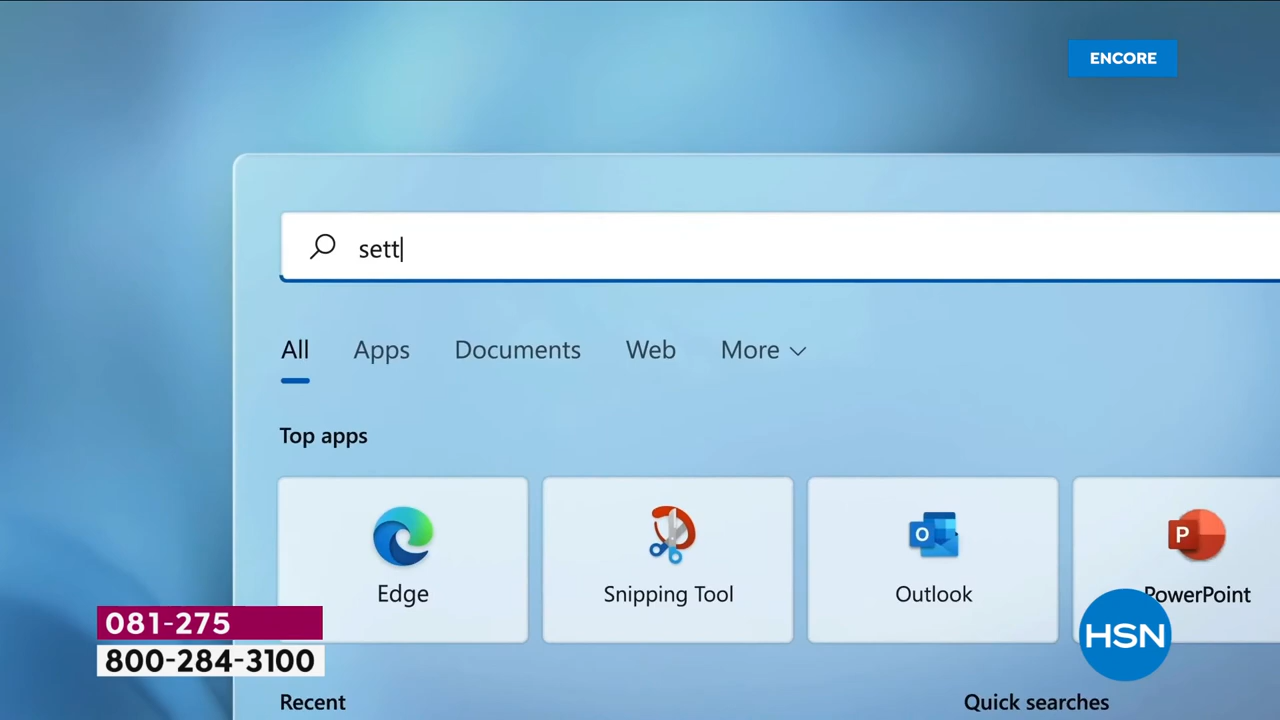 ENCORE
sett
All Apps Documents Web More
Top apps
Edge Snipping Tool Outlook PowerPoint
081-275
800-284-3100
HSN
Recent Quick searches